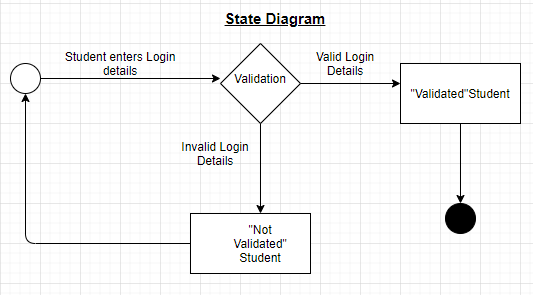 State Diagram
Student enters Login
details
Validation
Valid Login
Details
"Validated"Student
Invalid Login
Details
"Not
Validated"
Student